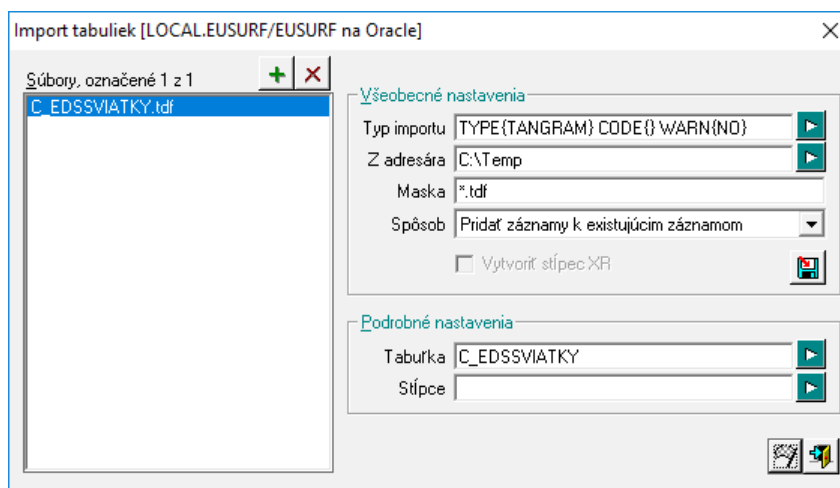 Import tabuliek [LOCAL.EUSURF/EUSURF na Oracle]
Súbory, označené 1 z 1
C_EDSSVIATKY.tdf
Všeobecné nastavenia
Typ importu TYPE{TANGRAM} CODE{} WARN{NO}
Z adresára C:\Temp
Maska *.tdf
Spôsob Pridať záznamy k existujúcim záznamom
Vytvoriť stĺpec XR
Podrobné nastavenia
Tabuľka C_EDSSVIATKY
Stĺpce